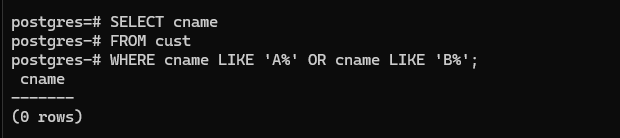 postgres=# SELECT cname
postgres-# FROM cust
postgres-# WHERE cname LIKE 'A%' OR cname LIKE 'B%';
 cname
-------
(0 rows)